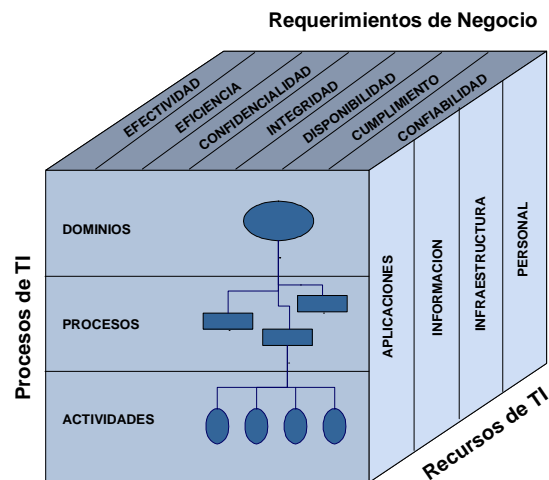 Requerimientos de Negocio
EFECTIVIDAD
EFICIENCIA
CONFIDENCIALIDAD
INTEGRIDAD
DISPONIBILIDAD
CUMPLIMIENTO
CONFIABILIDAD
Procesos de TI
DOMINIOS
PROCESOS
ACTIVIDADES
APLICACIONES
INFORMACION
INFRAESTRUCTURA
PERSONAL
Recursos de TI